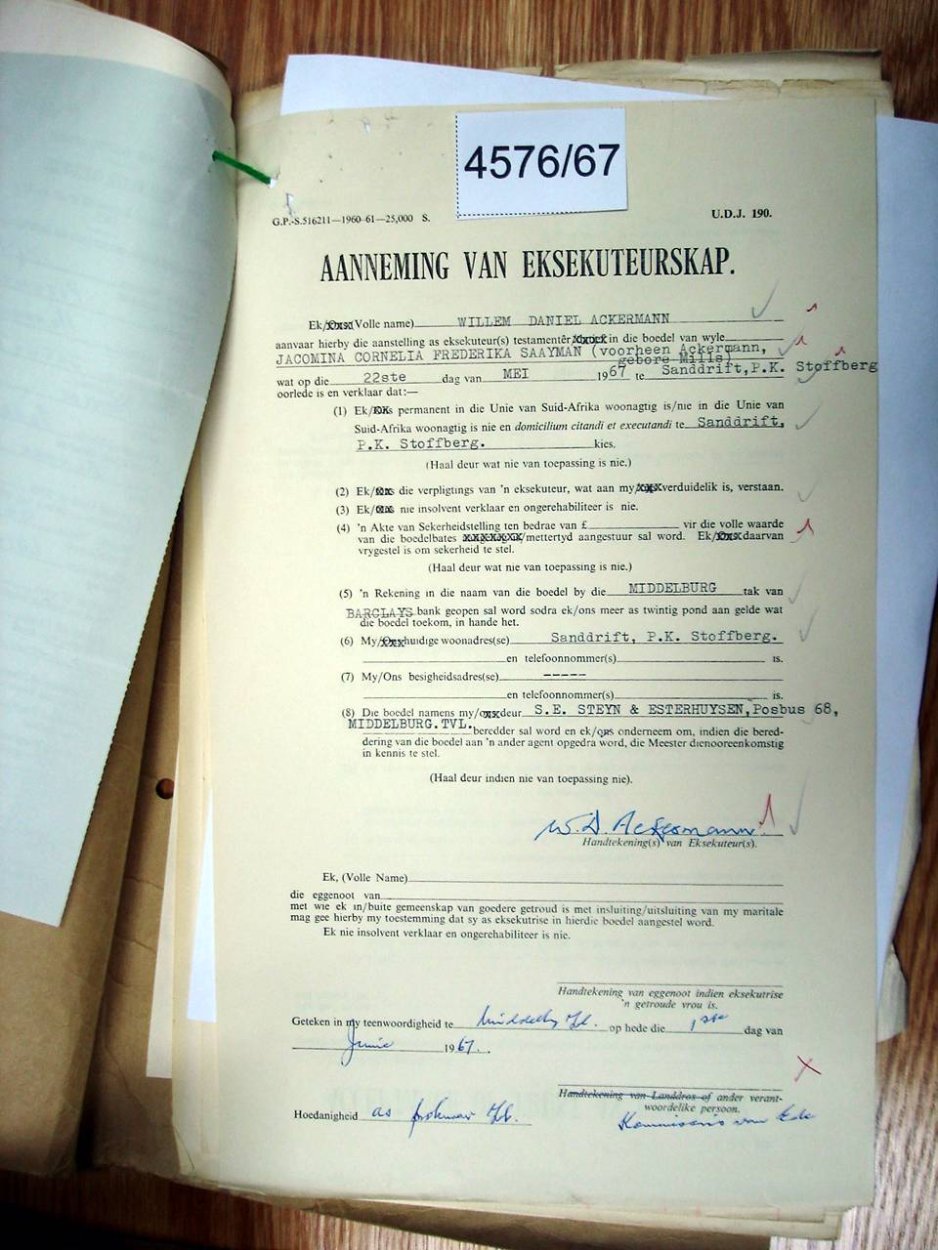 4576/67
G.P.-S.516211—1960-61—25,000 S. U.D.J. 190.
AANNEMING VAN EKSEKUTEURSKAP.
Ek/Ons (Volle name) WILLEM DANIEL ACKERMANN
aanvaar hierby die aanstelling as eksekuteur(s) testamentêr in die boedel van wyle
JACOMINA CORNELIA FREDERIKA SAAYMAN (voorheen Ackermann,
gebore Mills)
wat op die 22ste dag van MEI 1967 te Sanddrift, P.K. Stoffberg
oorlede is en verklaar dat:—
(1) Ek/Ons permanent in die Unie van Suid-Afrika woonagtig is/nie in die Unie van
Suid-Afrika woonagtig is nie en domicilium citandi et executandi te Sanddrift,
P.K. Stoffberg. kies.
(Haal deur wat nie van toepassing is nie.)
(2) Ek/Ons die verpligtings van 'n eksekuteur, wat aan my/ons verduidelik is, verstaan.
(3) Ek/Ons nie insolvent verklaar en ongerehabiliteer is nie.
(4) 'n Akte van Sekerheidstelling ten bedrae van £ vir die volle waarde
van die boedelbates /mettertyd aangestuur sal word. Ek/Ons daarvan
vrygestel is om sekerheid te stel.
(Haal deur wat nie van toepassing is nie.)
(5) 'n Rekening in die naam van die boedel by die MIDDELBURG tak van
BARCLAYS bank geopen sal word sodra ek/ons meer as twintig pond aan gelde wat
die boedel toekom, in hande het.
(6) My/Ons huidige woonadres(se) Sanddrift, P.K. Stoffberg.
en telefoonnommer(s) is.
(7) My/Ons besigheidsadres(se) -----
en telefoonnommer(s) is.
(8) Die boedel namens my/ons deur S.E. STEYN & ESTERHUYSEN, Posbus 68,
MIDDELBURG.TVL. beredder sal word en ek/ons onderneem om, indien die bered-
dering van die boedel aan 'n ander agent opgedra word, die Meester dienooreenkomstig
in kennis te stel.
(Haal deur indien nie van toepassing nie).
W.D. Ackermann
Handtekening(s) van Eksekuteur(s).
Ek, (Volle Name)
die eggenoot van
met wie ek in/buite gemeenskap van goedere getroud is met insluiting/uitsluiting van my maritale
mag gee hierby my toestemming dat sy as eksekutrise in hierdie boedel aangestel word.
Ek nie insolvent verklaar en ongerehabiliteer is nie.
Handtekening van eggenoot indien eksekutrise
'n getroude vrou is.
Geteken in my teenwoordigheid te op hede die 1ste dag van
Junie 1967.
Handtekening van Landdros of ander verant-
woordelike persoon.
Hoedanigheid as
Kommissaris van Ede